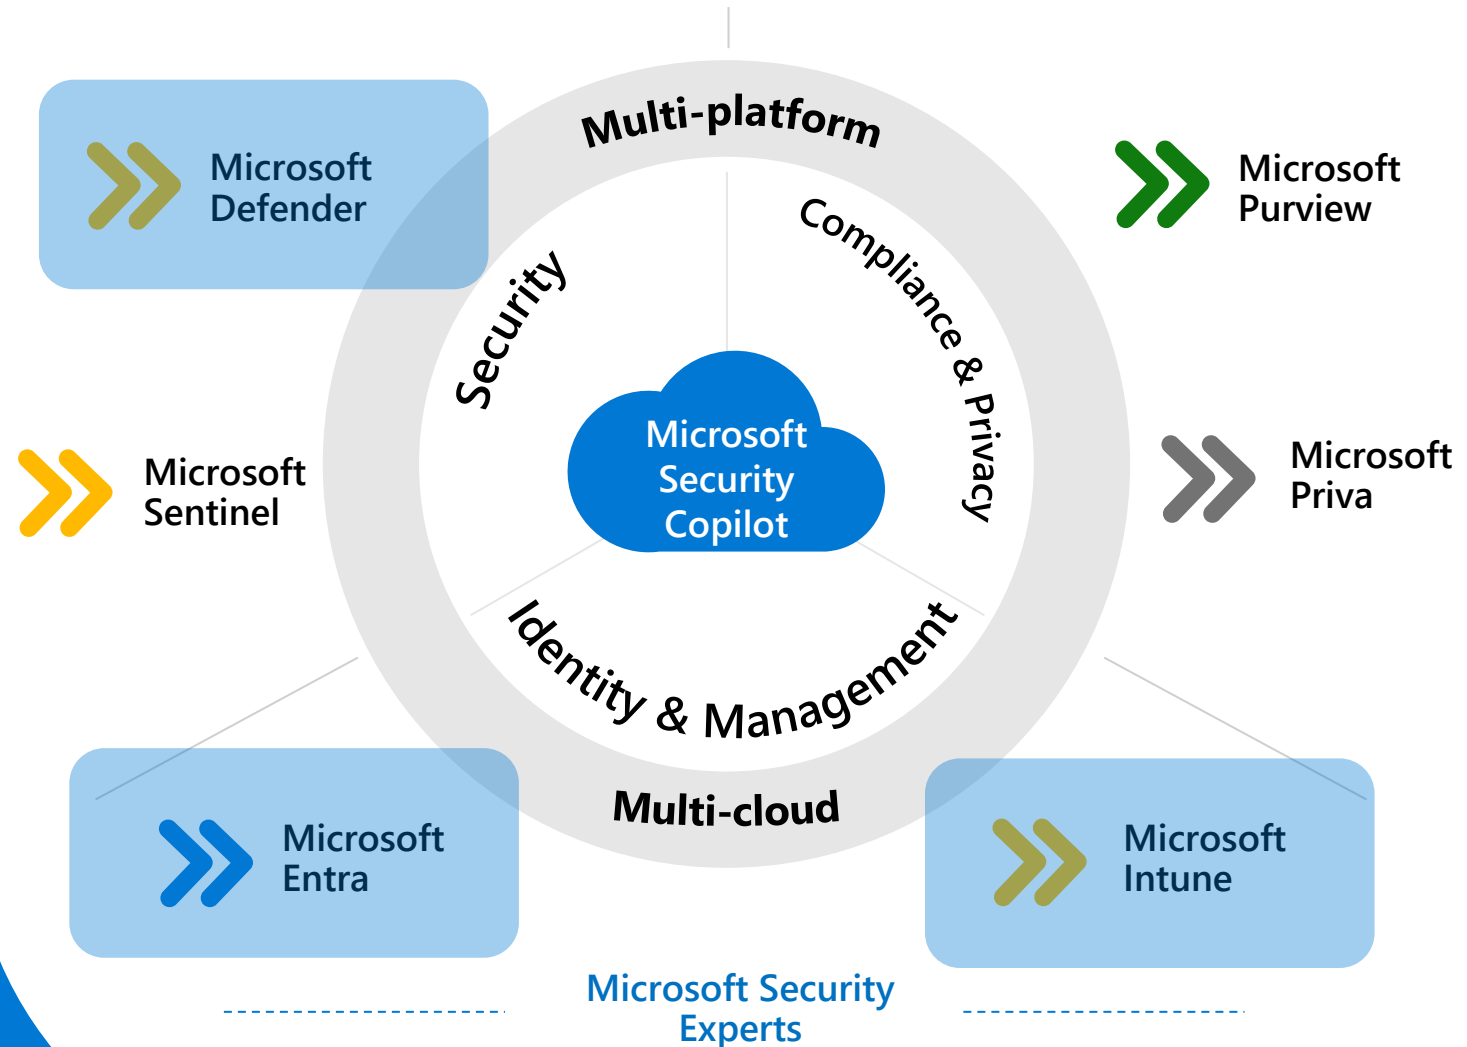 Multi-platform
Microsoft
Defender
Microsoft
Purview
Security
Compliance & Privacy
Microsoft
Security
Copilot
Microsoft
Sentinel
Microsoft
Priva
Identity & Management
Multi-cloud
Microsoft
Entra
Microsoft
Intune
Microsoft Security
Experts